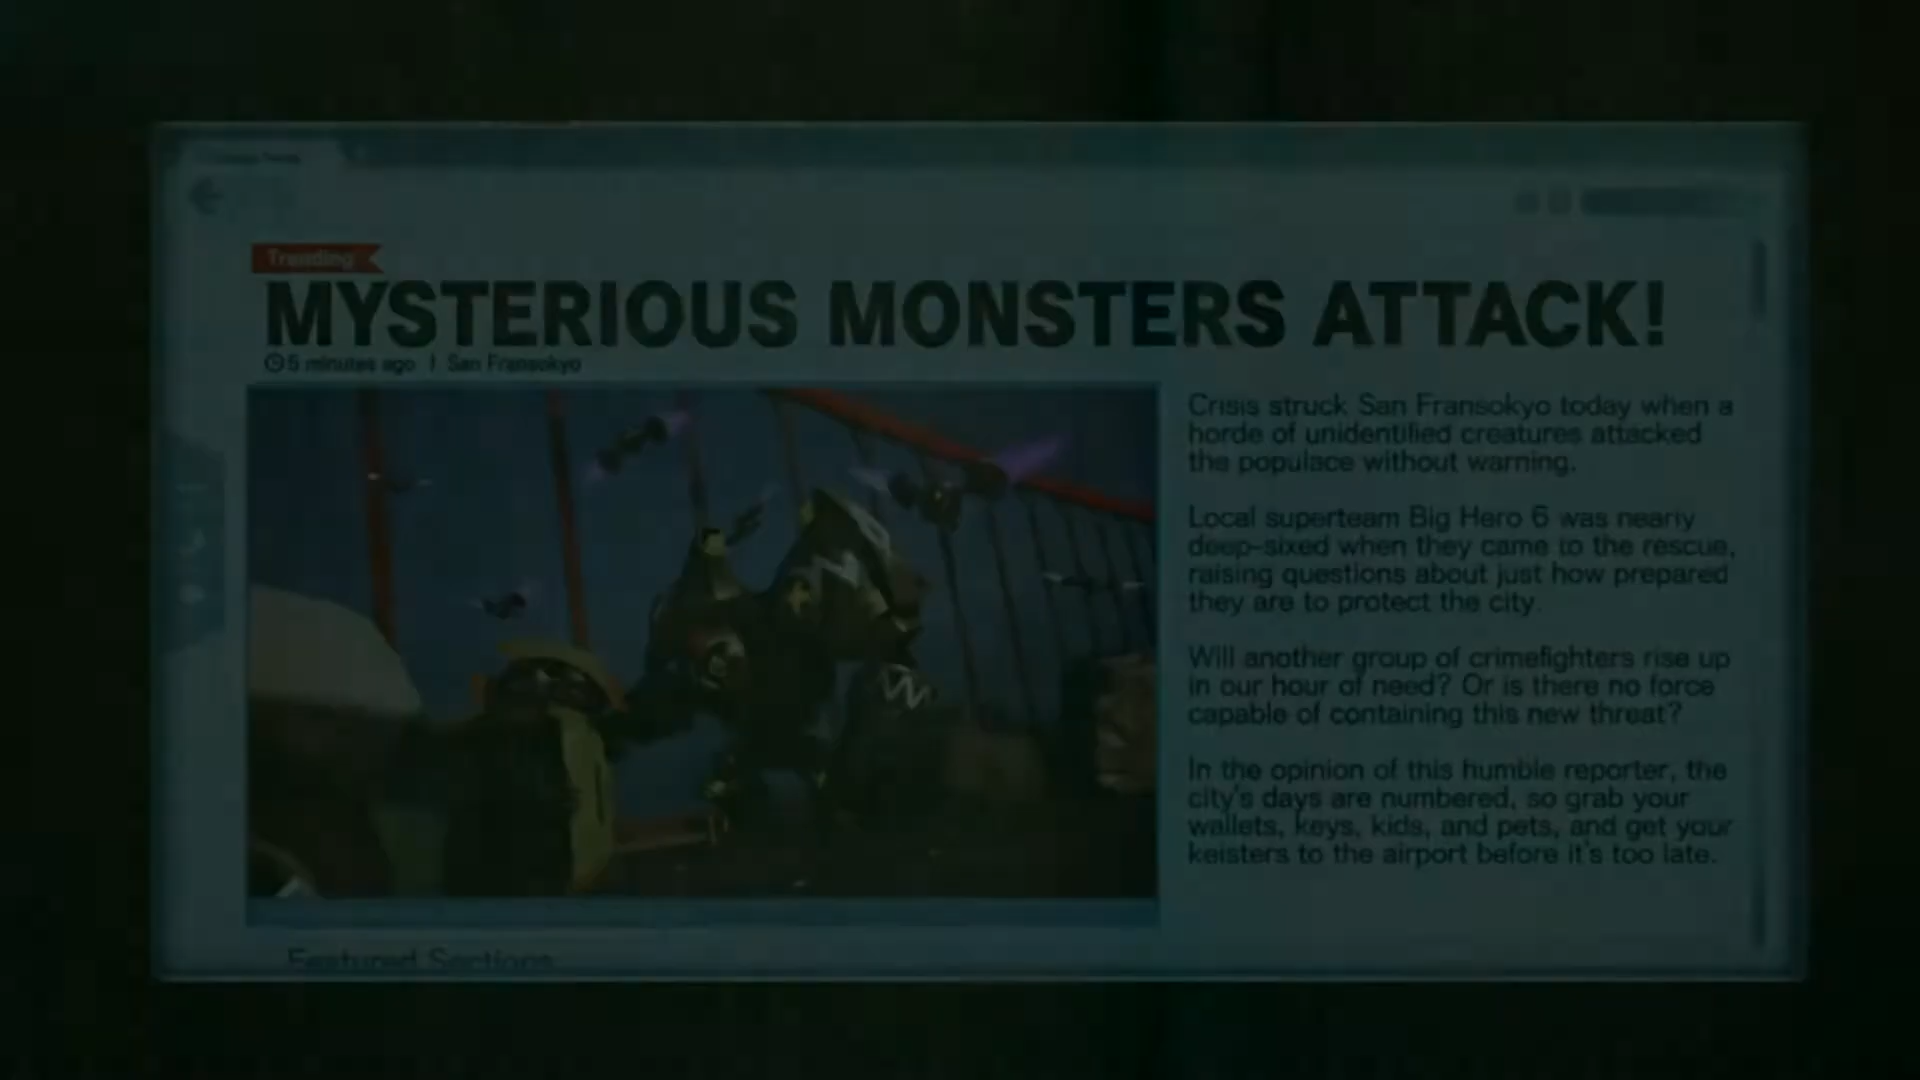 Trending
MYSTERIOUS MONSTERS ATTACK!
5 minutes ago | San Fransokyo
Crisis struck San Fransokyo today when a
horde of unidentified creatures attacked
the populace without warning.
Local superteam Big Hero 6 was nearly
deep-sixed when they came to the rescue,
raising questions about just how prepared
they are to protect the city.
Will another group of crimefighters rise up
in our hour of need? Or is there no force
capable of containing this new threat?
In the opinion of this humble reporter, the
city's days are numbered, so grab your
wallets, keys, kids, and pets, and get your
keisters to the airport before it's too late.
Featured Sections